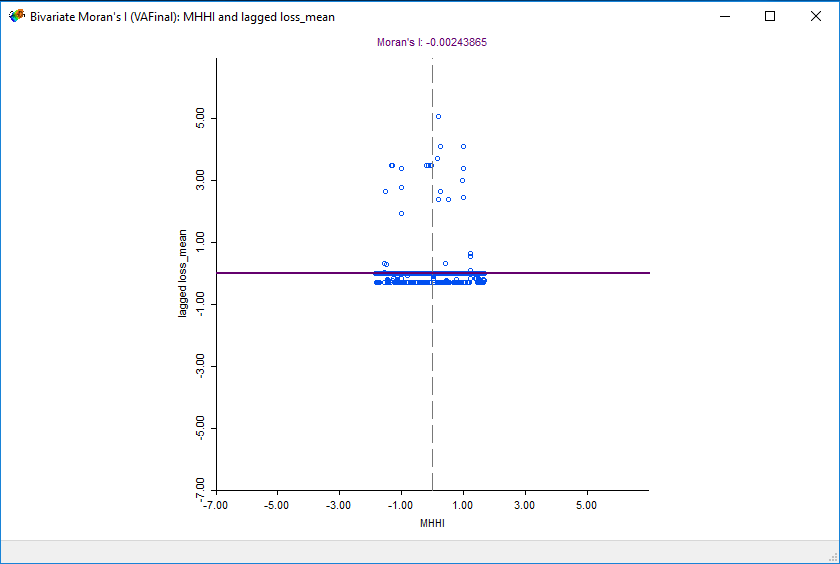 Bivariate Moran's I (VAFinal): MHHI and lagged loss_mean
Moran's I: -0.00243865
5.00
3.00
1.00
-1.00
-3.00
-5.00
-7.00
lagged loss_mean
-7.00 -5.00 -3.00 -1.00 1.00 3.00 5.00
MHHI